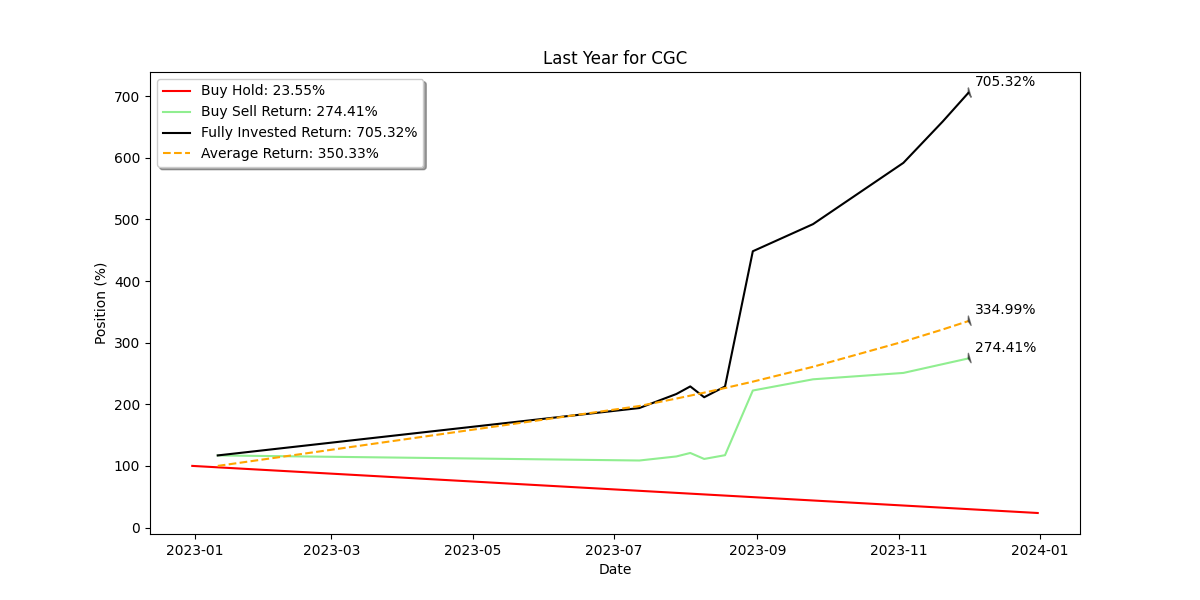 Last Year for CGC
Buy Hold: 23.55%
Buy Sell Return: 274.41%
Fully Invested Return: 705.32%
Average Return: 350.33%
705.32%
334.99%
274.41%
700
600
500
400
300
200
100
0
Position (%)
2023-01 2023-03 2023-05 2023-07 2023-09 2023-11 2024-01
Date